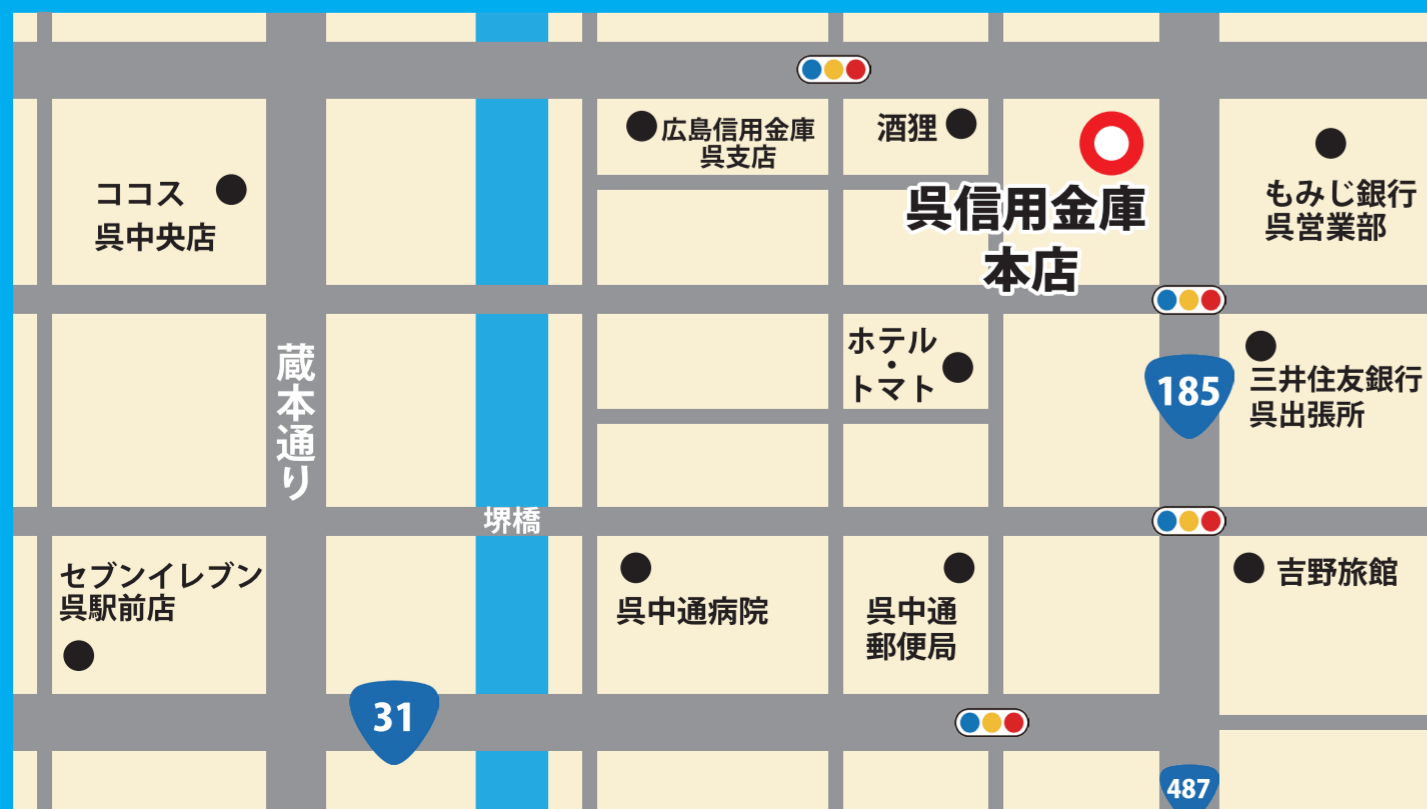 広島信用金庫
呉支店
酒狸
呉信用金庫
本店
もみじ銀行
呉営業部
ココス
呉中央店
蔵本通り
ホテル
・
トマト
185
三井住友銀行
呉出張所
堺橋
セブンイレブン
呉駅前店
呉中通病院
呉中通
郵便局
吉野旅館
31
487